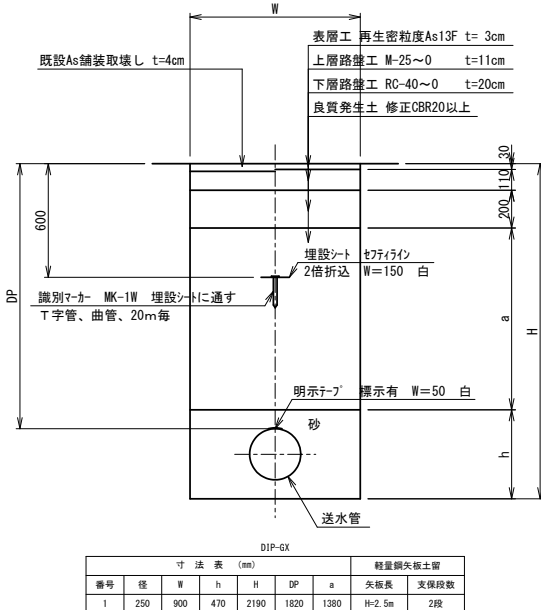 W
表層工 再生密粒度As13F t= 3cm
既設As舗装取壊し t=4cm
上層路盤工 M-25～0 t=11cm
下層路盤工 RC-40～0 t=20cm
良質発生土 修正CBR20以上
30
110
200
600
DP
埋設シート セフティライン
2倍折込 W=150 白
識別マーカー MK-1W 埋設シートに通す
T字管、曲管、20m毎
a
H
明示テープ 標示有 W=50 白
砂
h
送水管
DIP-GX
寸 法 表 (mm) 軽量鋼矢板土留
番号 径 W h H DP a 矢板長 支保段数
1 250 900 470 2190 1820 1380 H=2.5m 2段